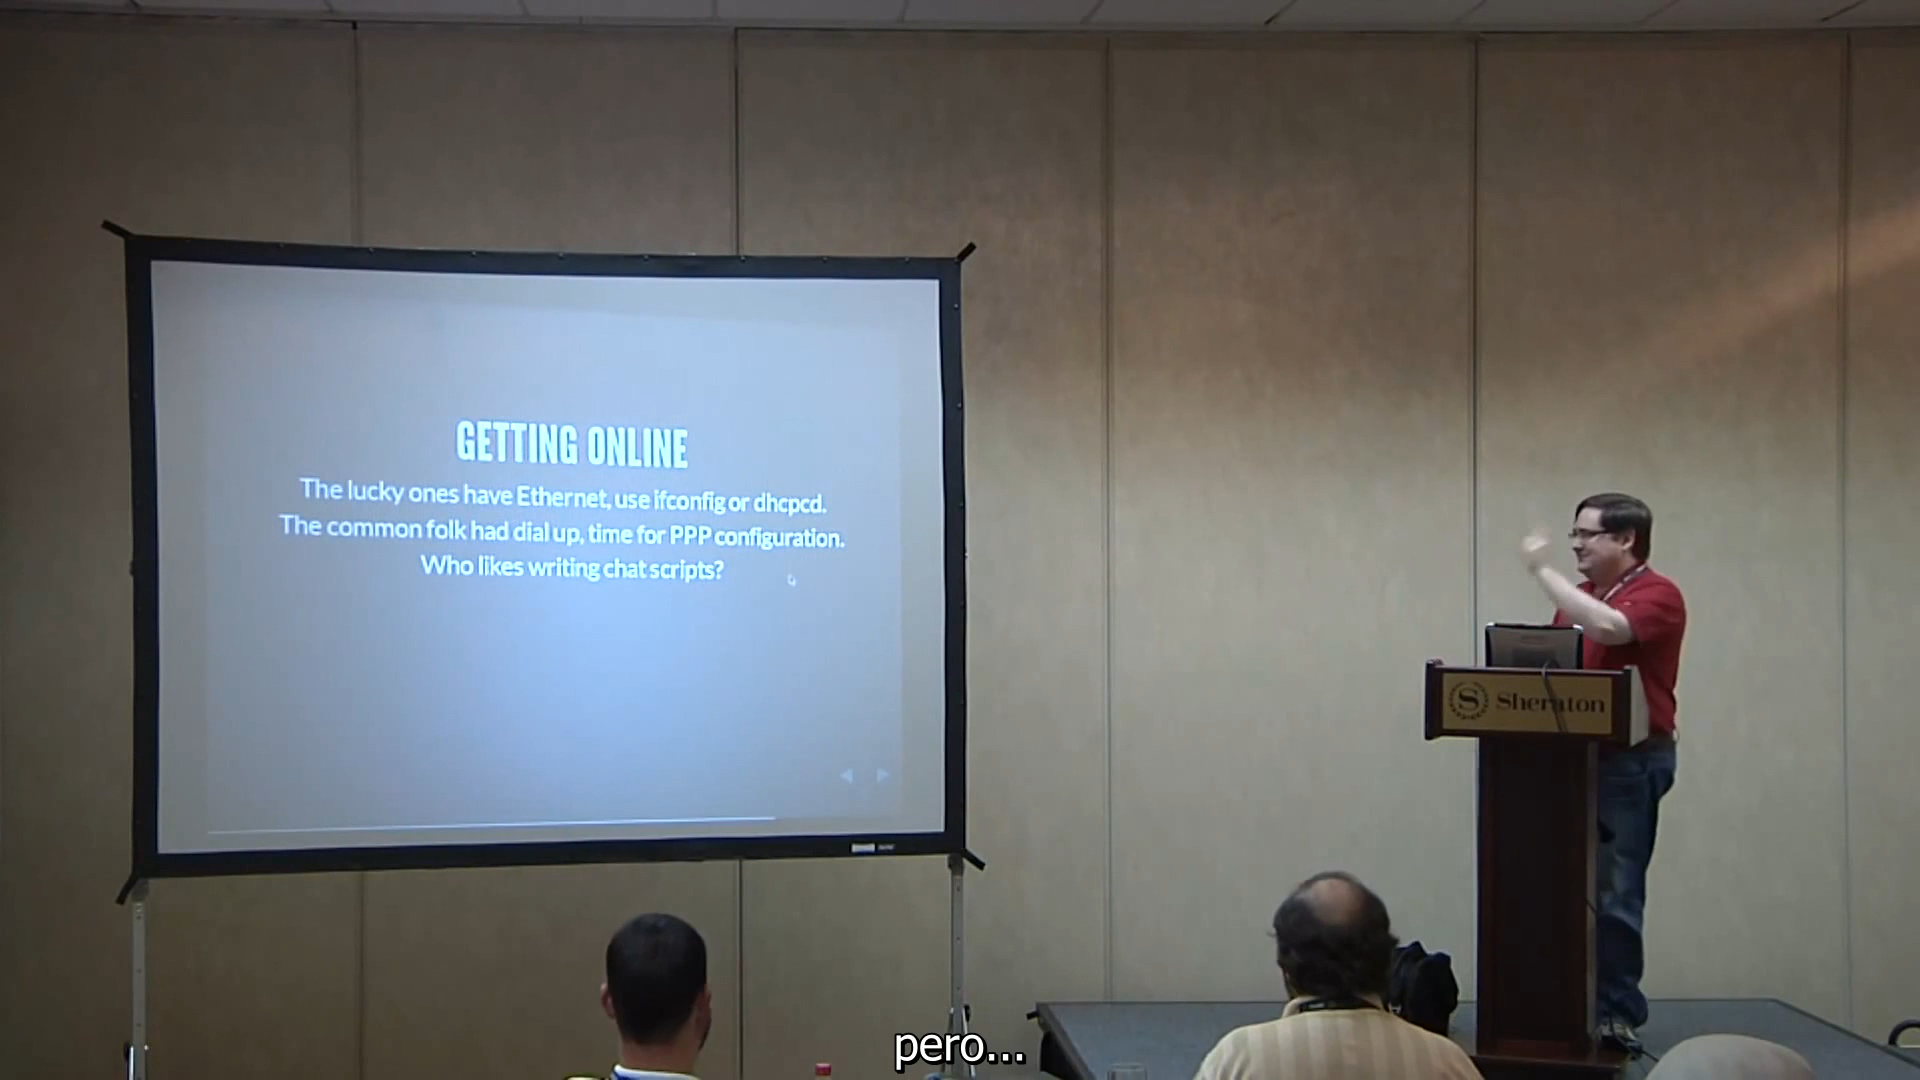 GETTING ONLINE
The lucky ones have Ethernet, use ifconfig or dhcpcd.
The common folk had dial up, time for PPP configuration.
Who likes writing chat scripts?
S Sheraton
pero...